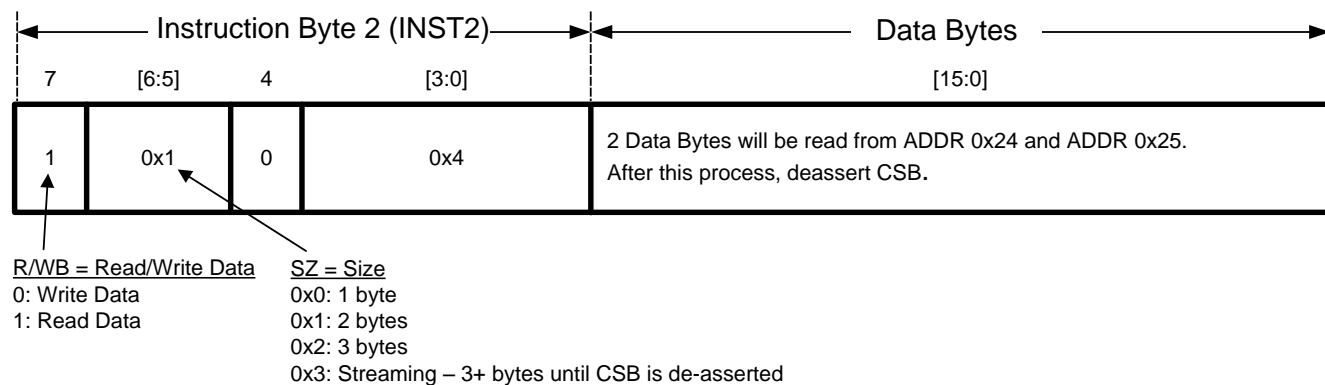 Instruction Byte 2 (INST2) Data Bytes
7 [6:5] 4 [3:0] [15:0]
1 0x1 0 0x4
2 Data Bytes will be read from ADDR 0x24 and ADDR 0x25.
After this process, deassert CSB.
R/WB = Read/Write Data
0: Write Data
1: Read Data
SZ = Size
0x0: 1 byte
0x1: 2 bytes
0x2: 3 bytes
0x3: Streaming – 3+ bytes until CSB is de-asserted